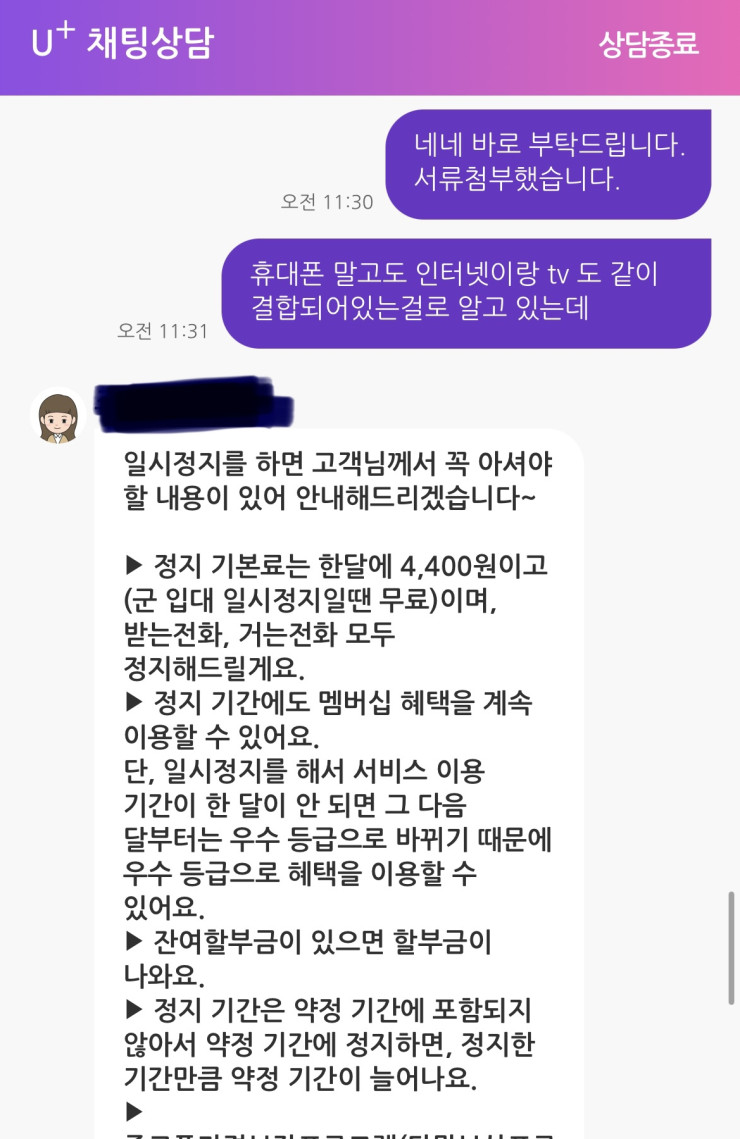 U+ 채팅상담
상담종료
네네 바로 부탁드립니다.
서류첨부했습니다.
오전 11:30
휴대폰 말고도 인터넷이랑 tv 도 같이
결합되어있는걸로 알고 있는데
오전 11:31
일시정지를 하면 고객님께서 꼭 아셔야
할 내용이 있어 안내해드리겠습니다~
▶ 정지 기본료는 한달에 4,400원이고
(군 입대 일시정지일땐 무료)이며,
받는전화, 거는전화 모두
정지해드릴게요.
▶ 정지 기간에도 멤버십 혜택을 계속
이용할 수 있어요.
단, 일시정지를 해서 서비스 이용
기간이 한 달이 안 되면 그 다음
달부터는 우수 등급으로 바뀌기 때문에
우수 등급으로 혜택을 이용할 수
있어요.
▶ 잔여할부금이 있으면 할부금이
나와요.
▶ 정지 기간은 약정 기간에 포함되지
않아서 약정 기간에 정지하면, 정지한
기간만큼 약정 기간이 늘어나요.
▶